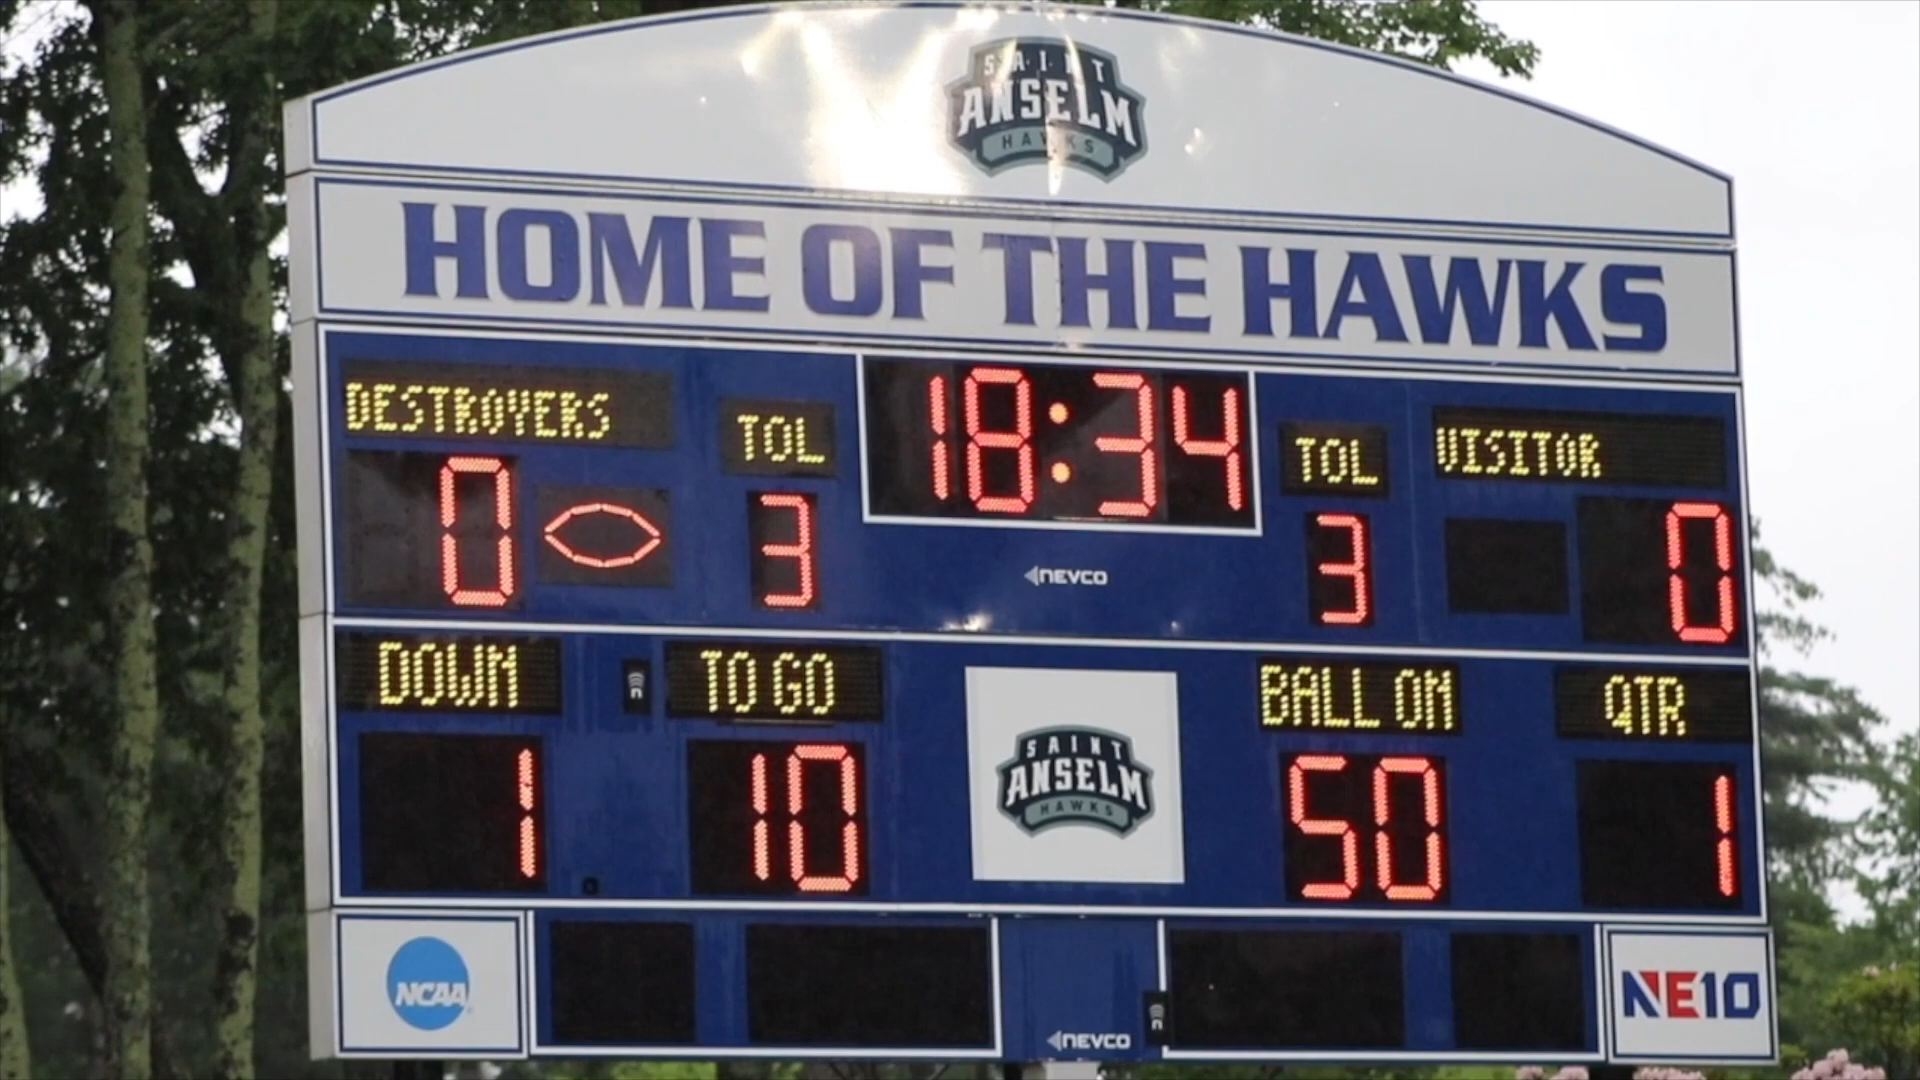 SAINT
ANSELM
HAWKS
HOME OF THE HAWKS
DESTROYERS TOL 18:34 TOL VISITOR
0 3 3 0
NEVCO
DOWN TO GO BALL ON QTR
1 10 50 1
SAINT
ANSELM
HAWKS
NCAA
NEVCO
NE10